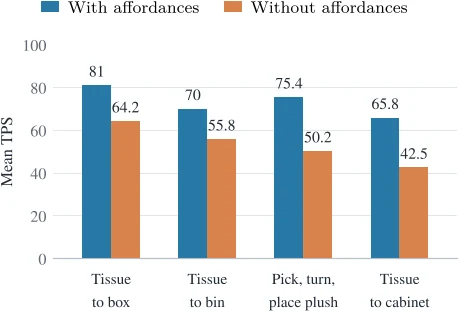 With affordances Without affordances
100
80
60
40
20
0
Mean TPS
81
64.2
70
55.8
75.4
50.2
65.8
42.5
Tissue to box
Tissue to bin
Pick, turn, place plush
Tissue to cabinet